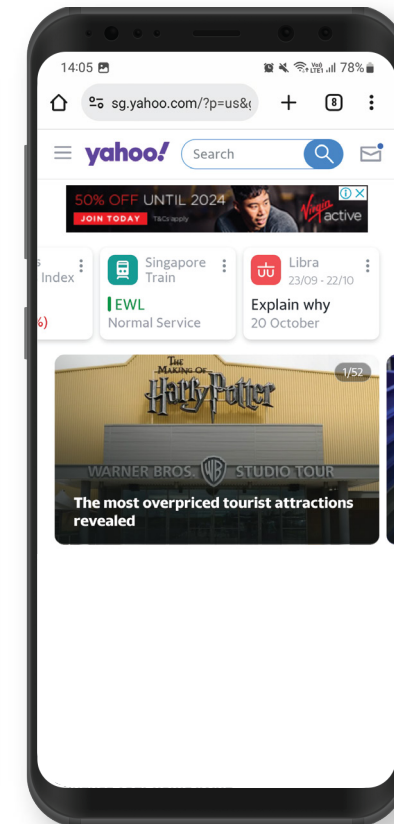 14:05
Vo)) LTE1 78%
sg.yahoo.com/?p=us&
8
yahoo!
Search
50% OFF UNTIL 2024
JOIN TODAY T&Cs apply
Virgin active
Index
%)
Singapore Train
EWL
Normal Service
Libra
23/09 - 22/10
Explain why
20 October
THE MAKING OF
Harry Potter
1/52
WARNER BROS. WB STUDIO TOUR
The most overpriced tourist attractions
revealed